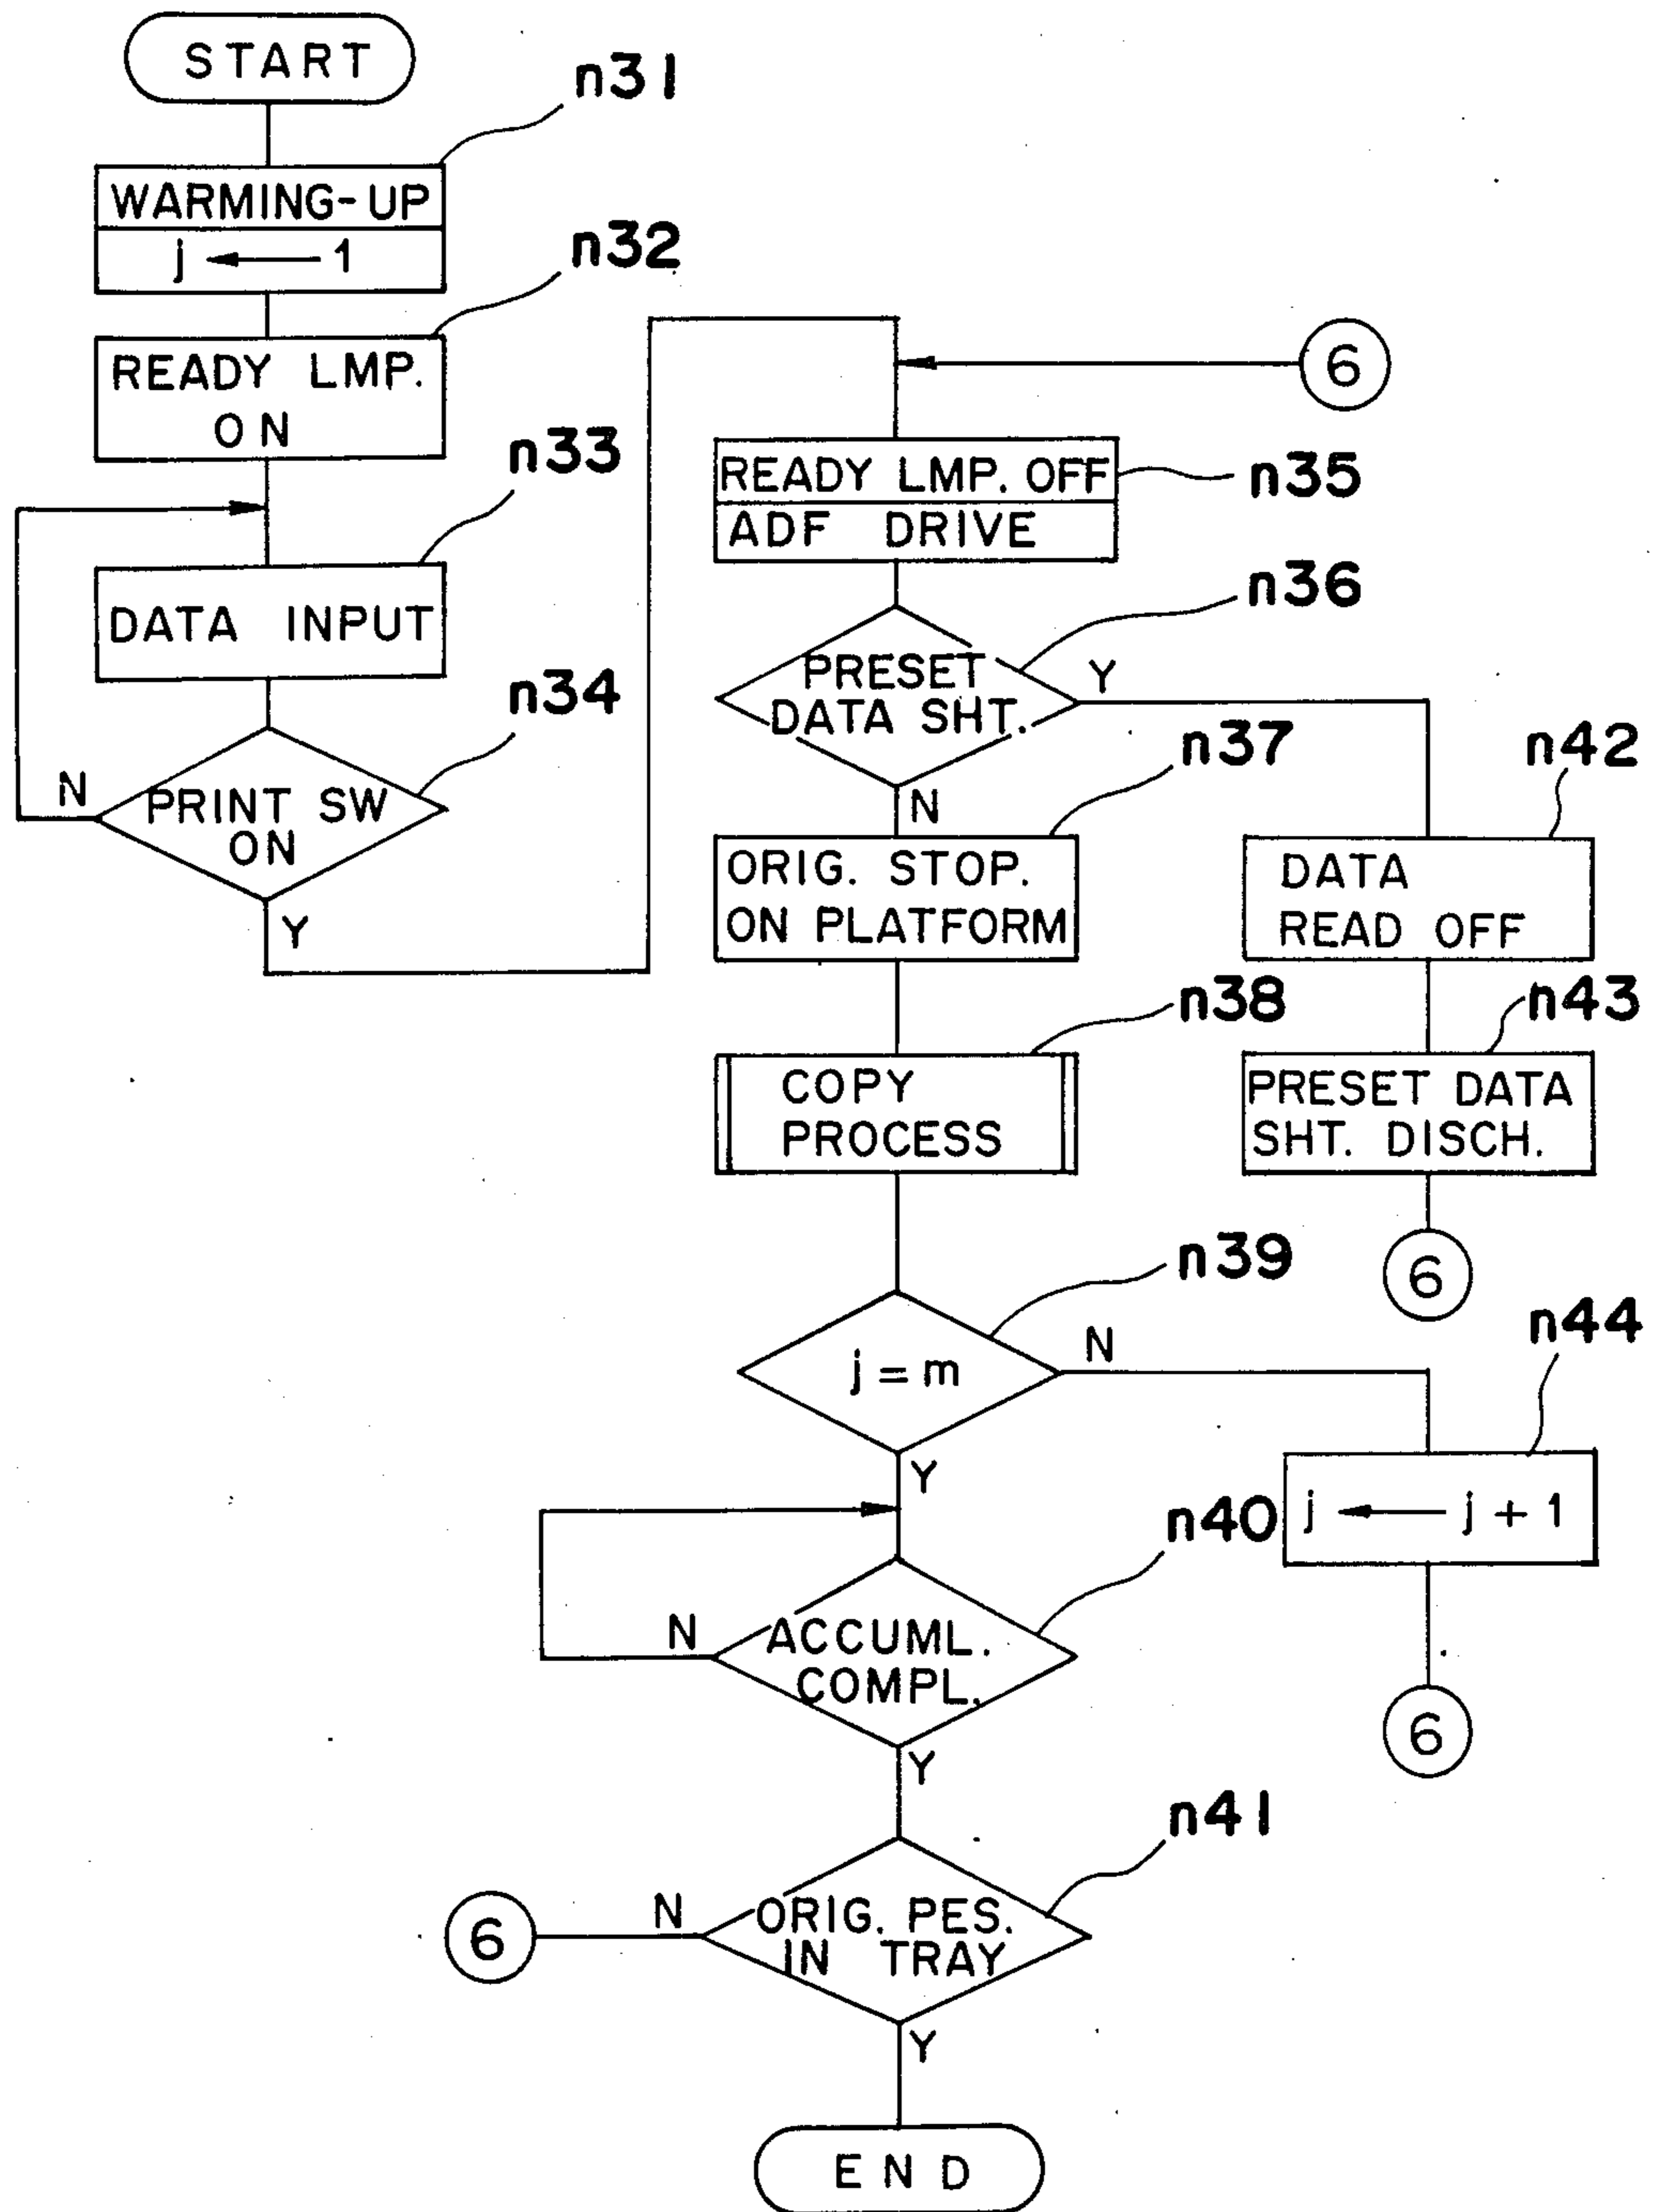 START
n31
WARMING-UP
j ← 1
n32
READY LMP.
ON
n33
DATA INPUT
n34
PRINT SW
ON
N
Y
6
READY LMP. OFF
ADF DRIVE
n35
n36
PRESET
DATA SHT.
Y
N
n37
ORIG. STOP.
ON PLATFORM
n42
DATA
READ OFF
n38
COPY
PROCESS
n43
PRESET DATA
SHT. DISCH.
6
n39
j = m
N
Y
n44
j ← j + 1
6
n40
ACCUML.
COMPL.
N
Y
n41
ORIG. PES.
IN TRAY
N
6
Y
END